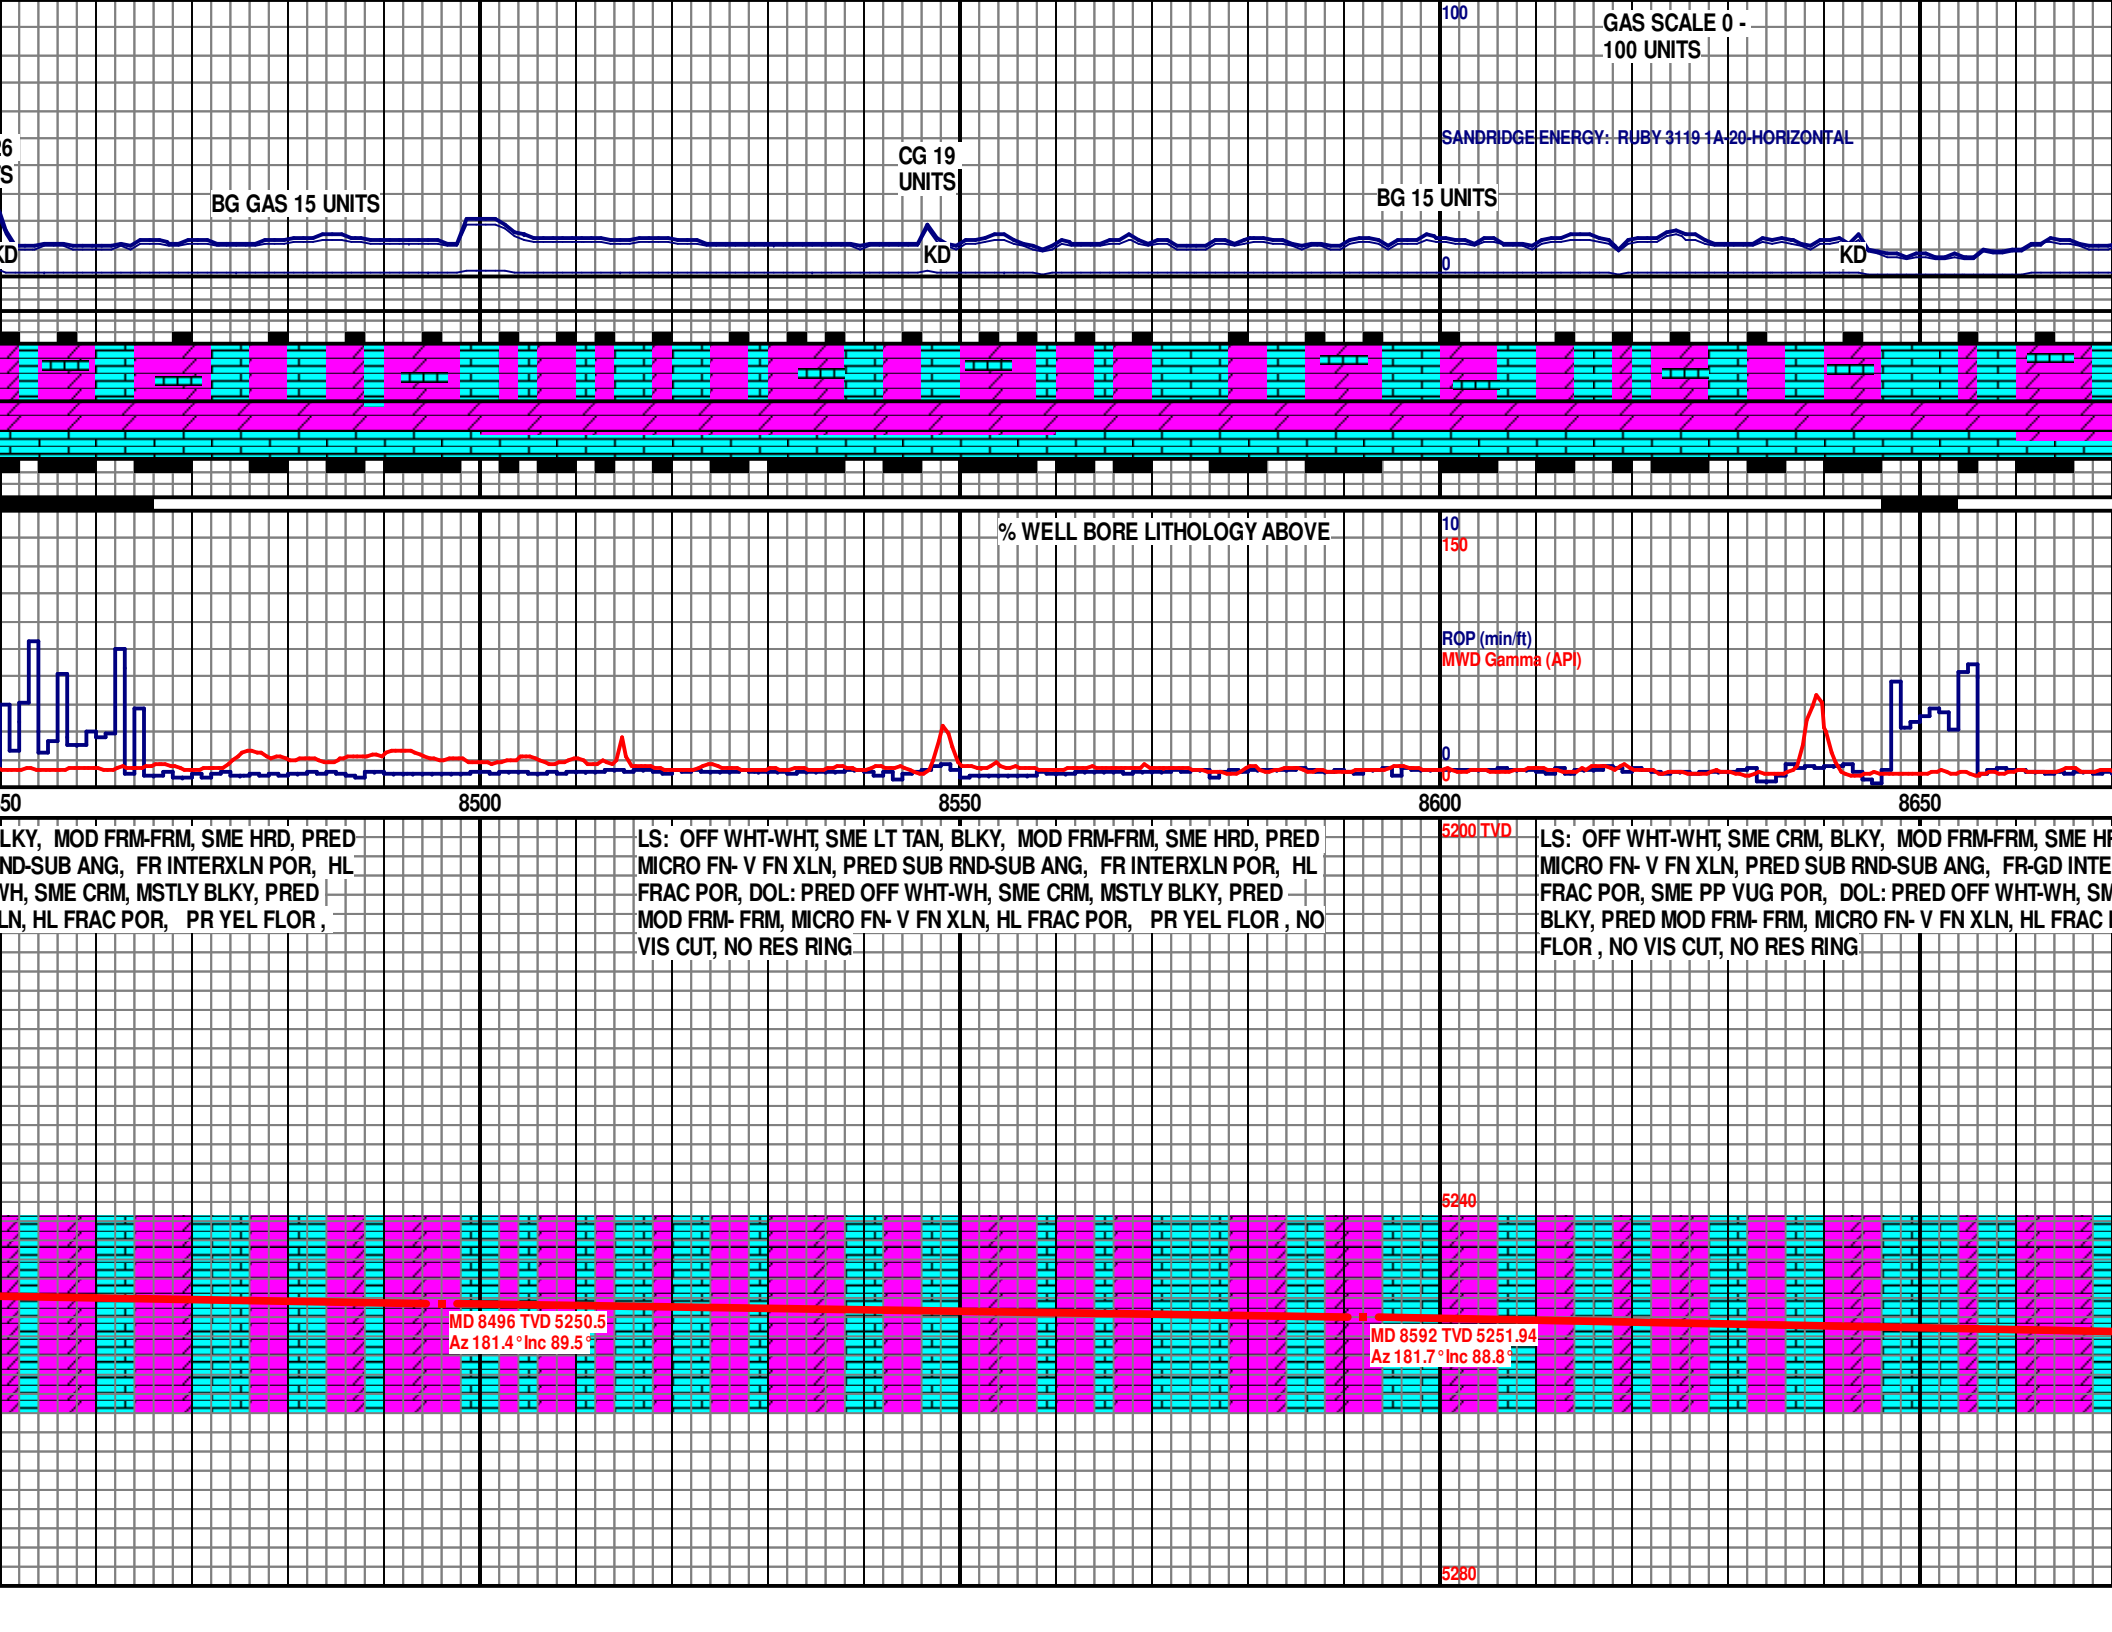 100
GAS SCALE 0 -
100 UNITS
SANDRIDGE ENERGY: RUBY 3119 1A-20-HORIZONTAL
26
TS
CG 19
UNITS
BG GAS 15 UNITS
BG 15 UNITS
KD
KD
KD
0
% WELL BORE LITHOLOGY ABOVE
10
150
ROP (min/ft)
MWD Gamma (API)
0
0
50
8500
8550
8600
8650
5200 TVD
LKY, MOD FRM-FRM, SME HRD, PRED
ND-SUB ANG, FR INTERXLN POR, HL
WH, SME CRM, MSTLY BLKY, PRED
LN, HL FRAC POR, PR YEL FLOR ,
LS: OFF WHT-WHT, SME LT TAN, BLKY, MOD FRM-FRM, SME HRD, PRED
MICRO FN- V FN XLN, PRED SUB RND-SUB ANG, FR INTERXLN POR, HL
FRAC POR, DOL: PRED OFF WHT-WH, SME CRM, MSTLY BLKY, PRED
MOD FRM- FRM, MICRO FN- V FN XLN, HL FRAC POR, PR YEL FLOR , NO
VIS CUT, NO RES RING
LS: OFF WHT-WHT, SME CRM, BLKY, MOD FRM-FRM, SME HR
MICRO FN- V FN XLN, PRED SUB RND-SUB ANG, FR-GD INTE
FRAC POR, SME PP VUG POR, DOL: PRED OFF WHT-WH, SM
BLKY, PRED MOD FRM- FRM, MICRO FN- V FN XLN, HL FRAC
FLOR , NO VIS CUT, NO RES RING
5240
MD 8496 TVD 5250.5
Az 181.4° Inc 89.5°
MD 8592 TVD 5251.94
Az 181.7° Inc 88.8°
5280